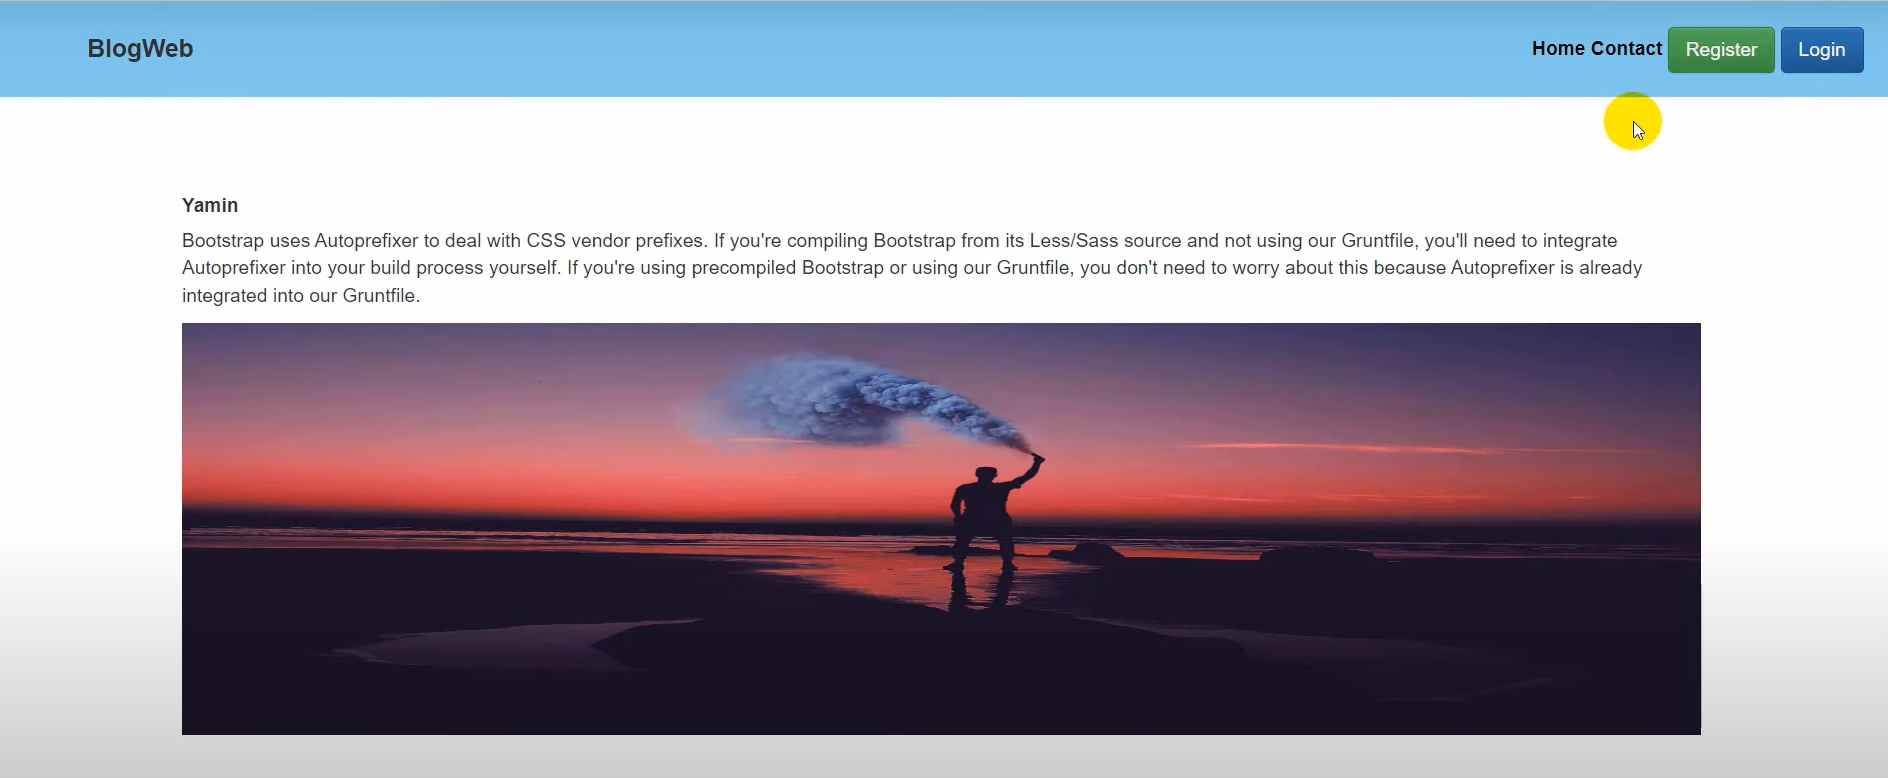 BlogWeb
Home Contact Register Login
Yamin
Bootstrap uses Autoprefixer to deal with CSS vendor prefixes. If you're compiling Bootstrap from its Less/Sass source and not using our Gruntfile, you'll need to integrate
Autoprefixer into your build process yourself. If you're using precompiled Bootstrap or using our Gruntfile, you don't need to worry about this because Autoprefixer is already
integrated into our Gruntfile.